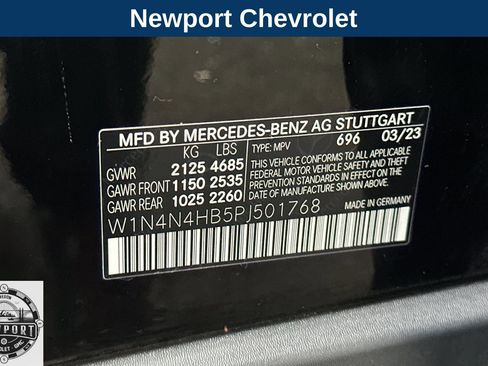 Newport Chevrolet
MFD BY MERCEDES-BENZ AG STUTTGART
KG LBS TYPE: MPV 696 03/23
GWR 2125 4685
GAWR FRONT 1150 2535
GAWR REAR 1025 2260
THIS VEHICLE CONFORMS TO ALL APPLICABLE
FEDERAL MOTOR VEHICLE SAFETY AND
THEFT PREVENTION STANDARDS IN EFFECT ON THE
DATE OF MANUFACTURE SHOWN ABOVE.
W1N4N4HB5PJ501768
MADE IN GERMANY
NEWPORT